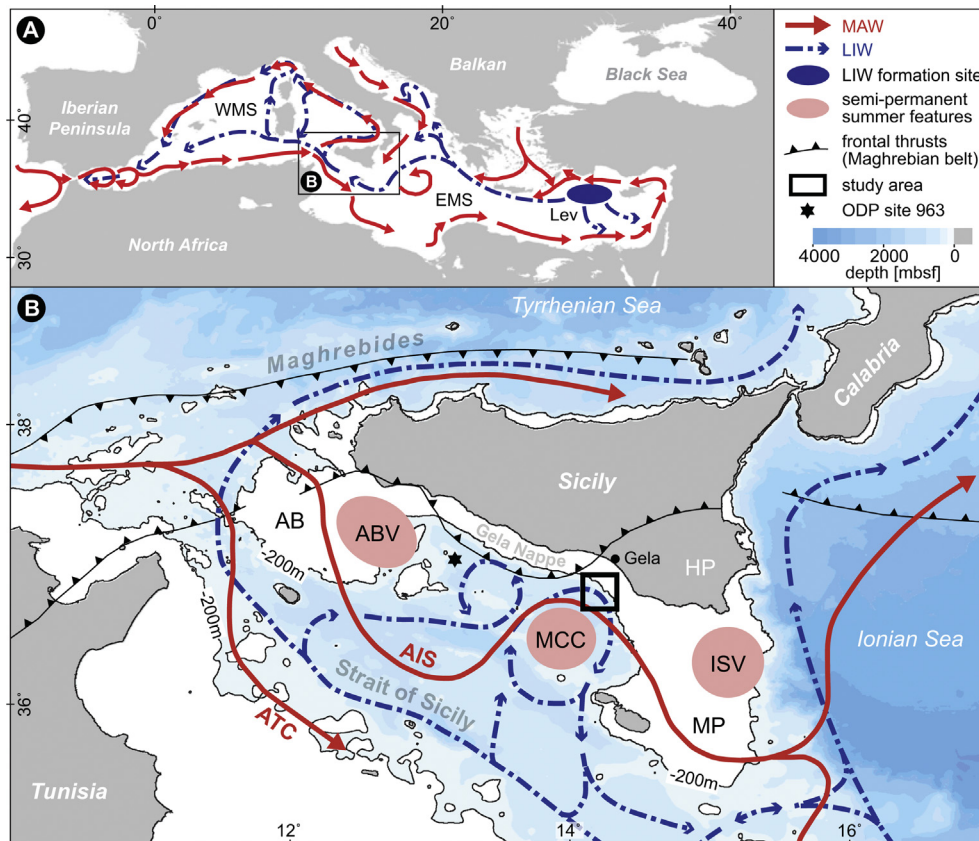 A
0°
20°
40°
40°
30°
Iberian
Peninsula
WMS
Balkan
Black Sea
B
EMS
Lev
North Africa
MAW
LIW
LIW formation site
semi-permanent
summer features
frontal thrusts
(Maghrebian belt)
study area
ODP site 963
4000
2000
0
depth [mbsf]
B
Tyrrhenian Sea
Maghrebides
Calabria
38°
Sicily
AB
ABV
Gela Nappe
Gela
HP
-200m
-200m
MCC
ISV
Ionian Sea
AIS
Strait of Sicily
36°
ATC
MP
-200m
Tunisia
12°
14°
16°